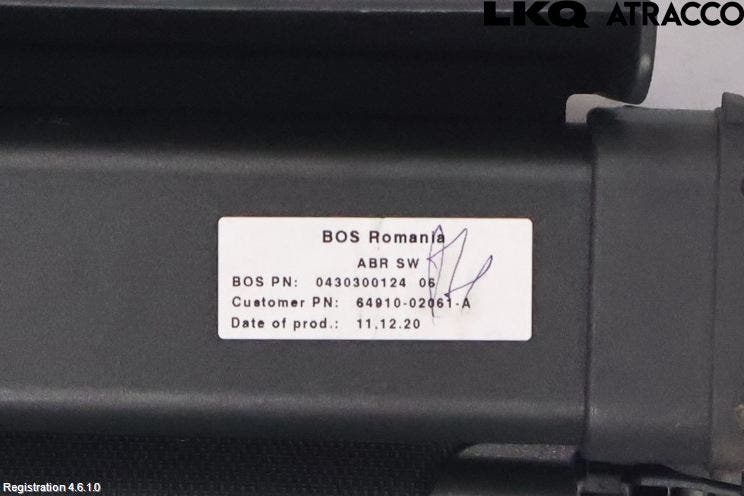 LKQ ATRACCO
BOS Romania
ABR SW
BOS PN: 0430300124 06
Customer PN: 64910-02061-A
Date of prod.: 11.12.20
Registration 4.6.1.0